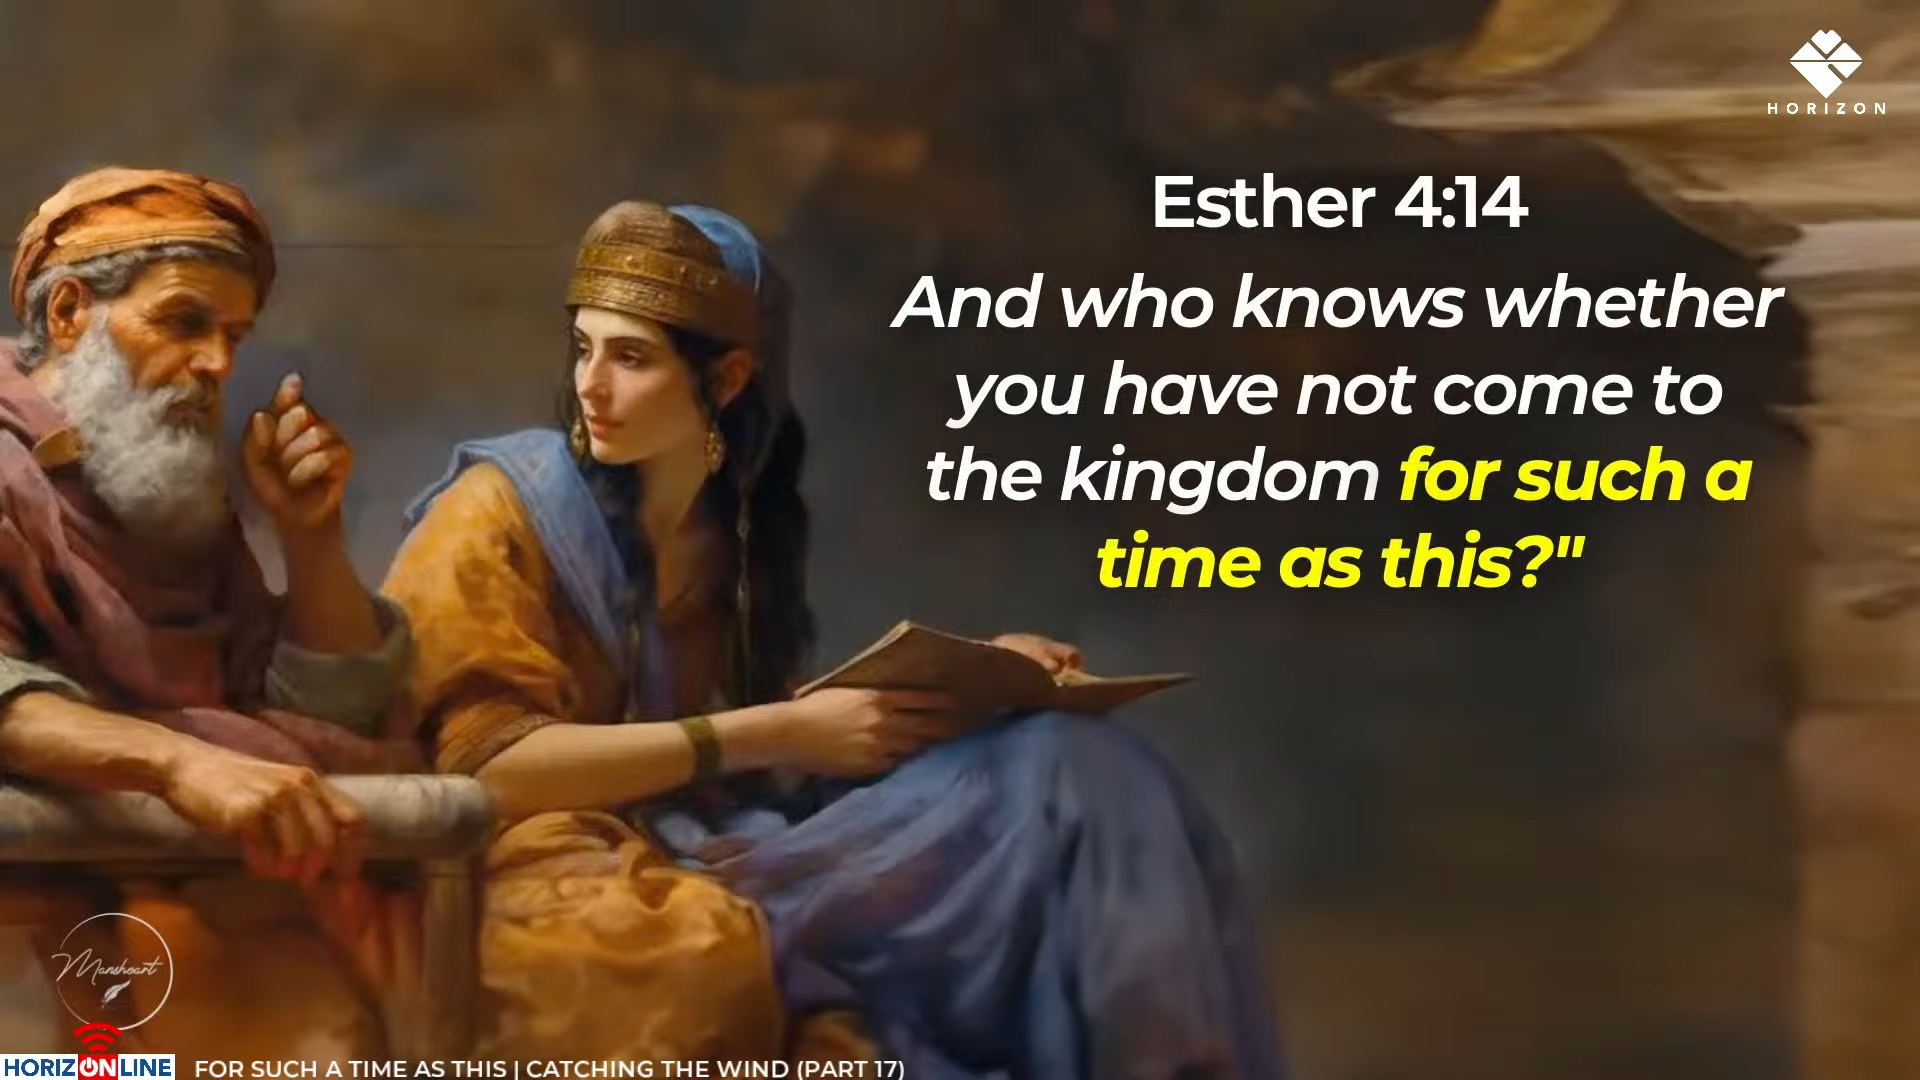 HORIZON
Esther 4:14
And who knows whether
you have not come to
the kingdom for such a
time as this?"
Mansheart
HORIZONLINE
FOR SUCH A TIME AS THIS | CATCHING THE WIND (PART 17)